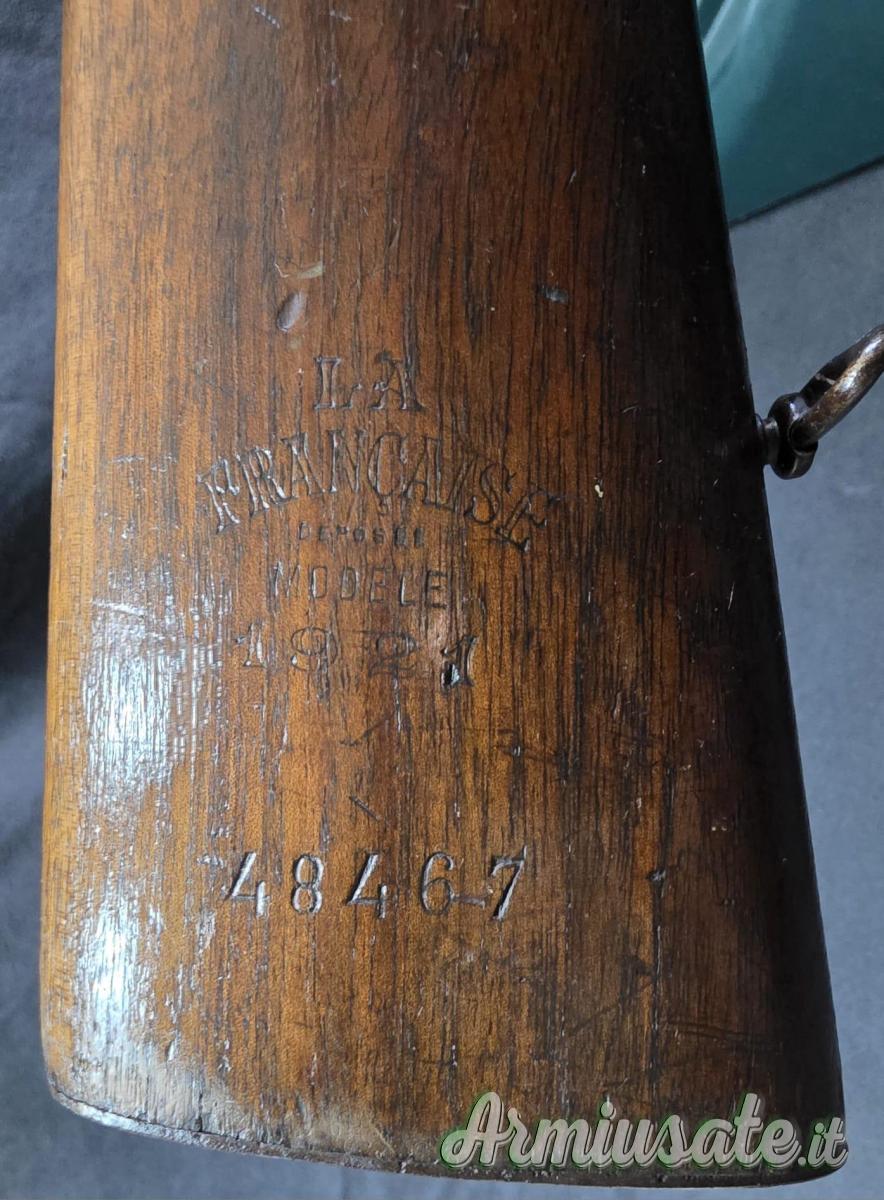 LA
FRANÇAISE
DEPOSEE
MODELE
1921
48467
Armiusate.it